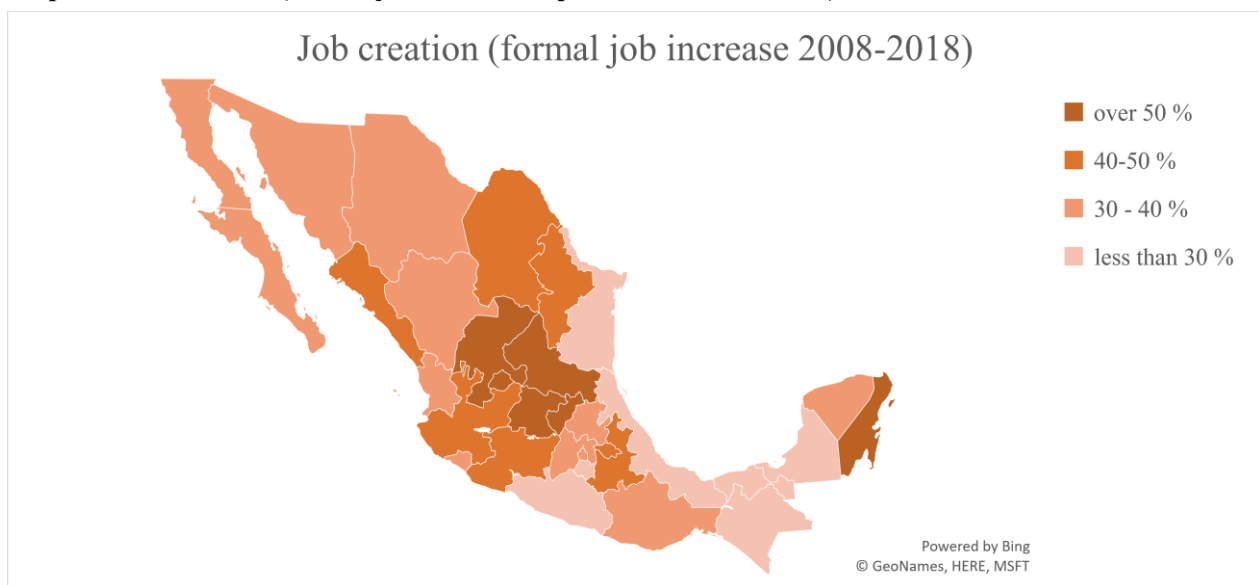 Job creation (formal job increase 2008-2018)
over 50 %
40-50 %
30 - 40 %
less than 30 %
Powered by Bing
© GeoNames, HERE, MSFT